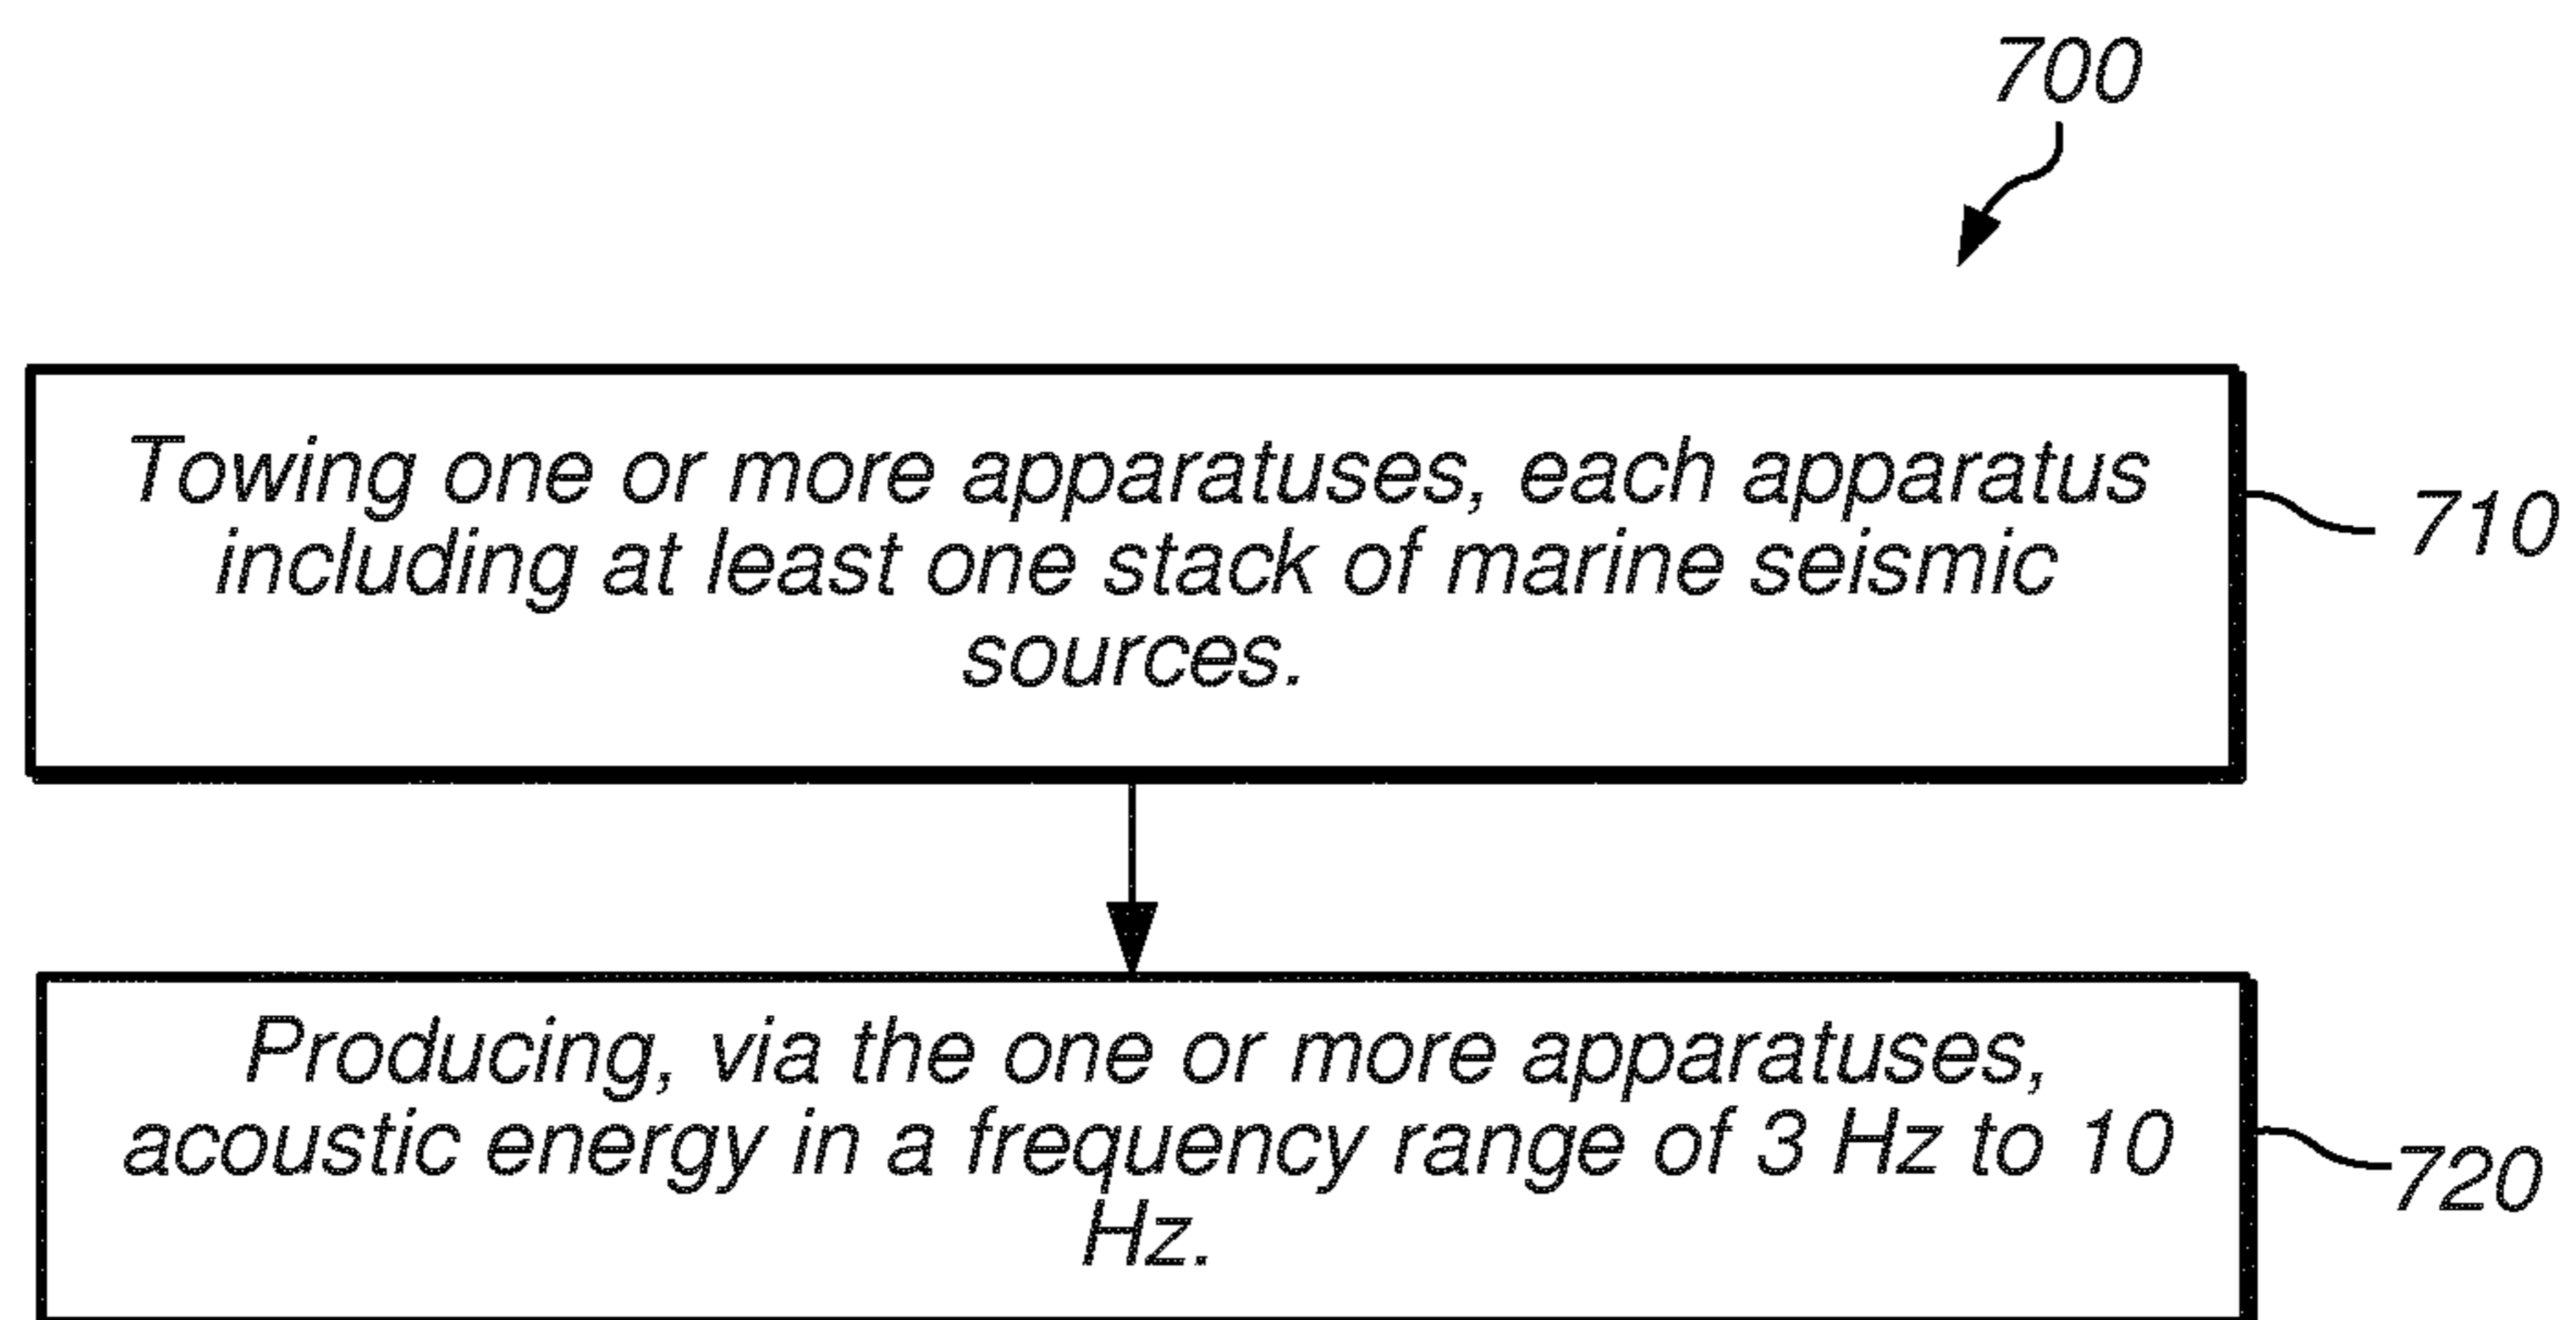 700
Towing one or more apparatuses, each apparatus
including at least one stack of marine seismic
sources.
710
Producing, via the one or more apparatuses,
acoustic energy in a frequency range of 3 Hz to 10
Hz.
720